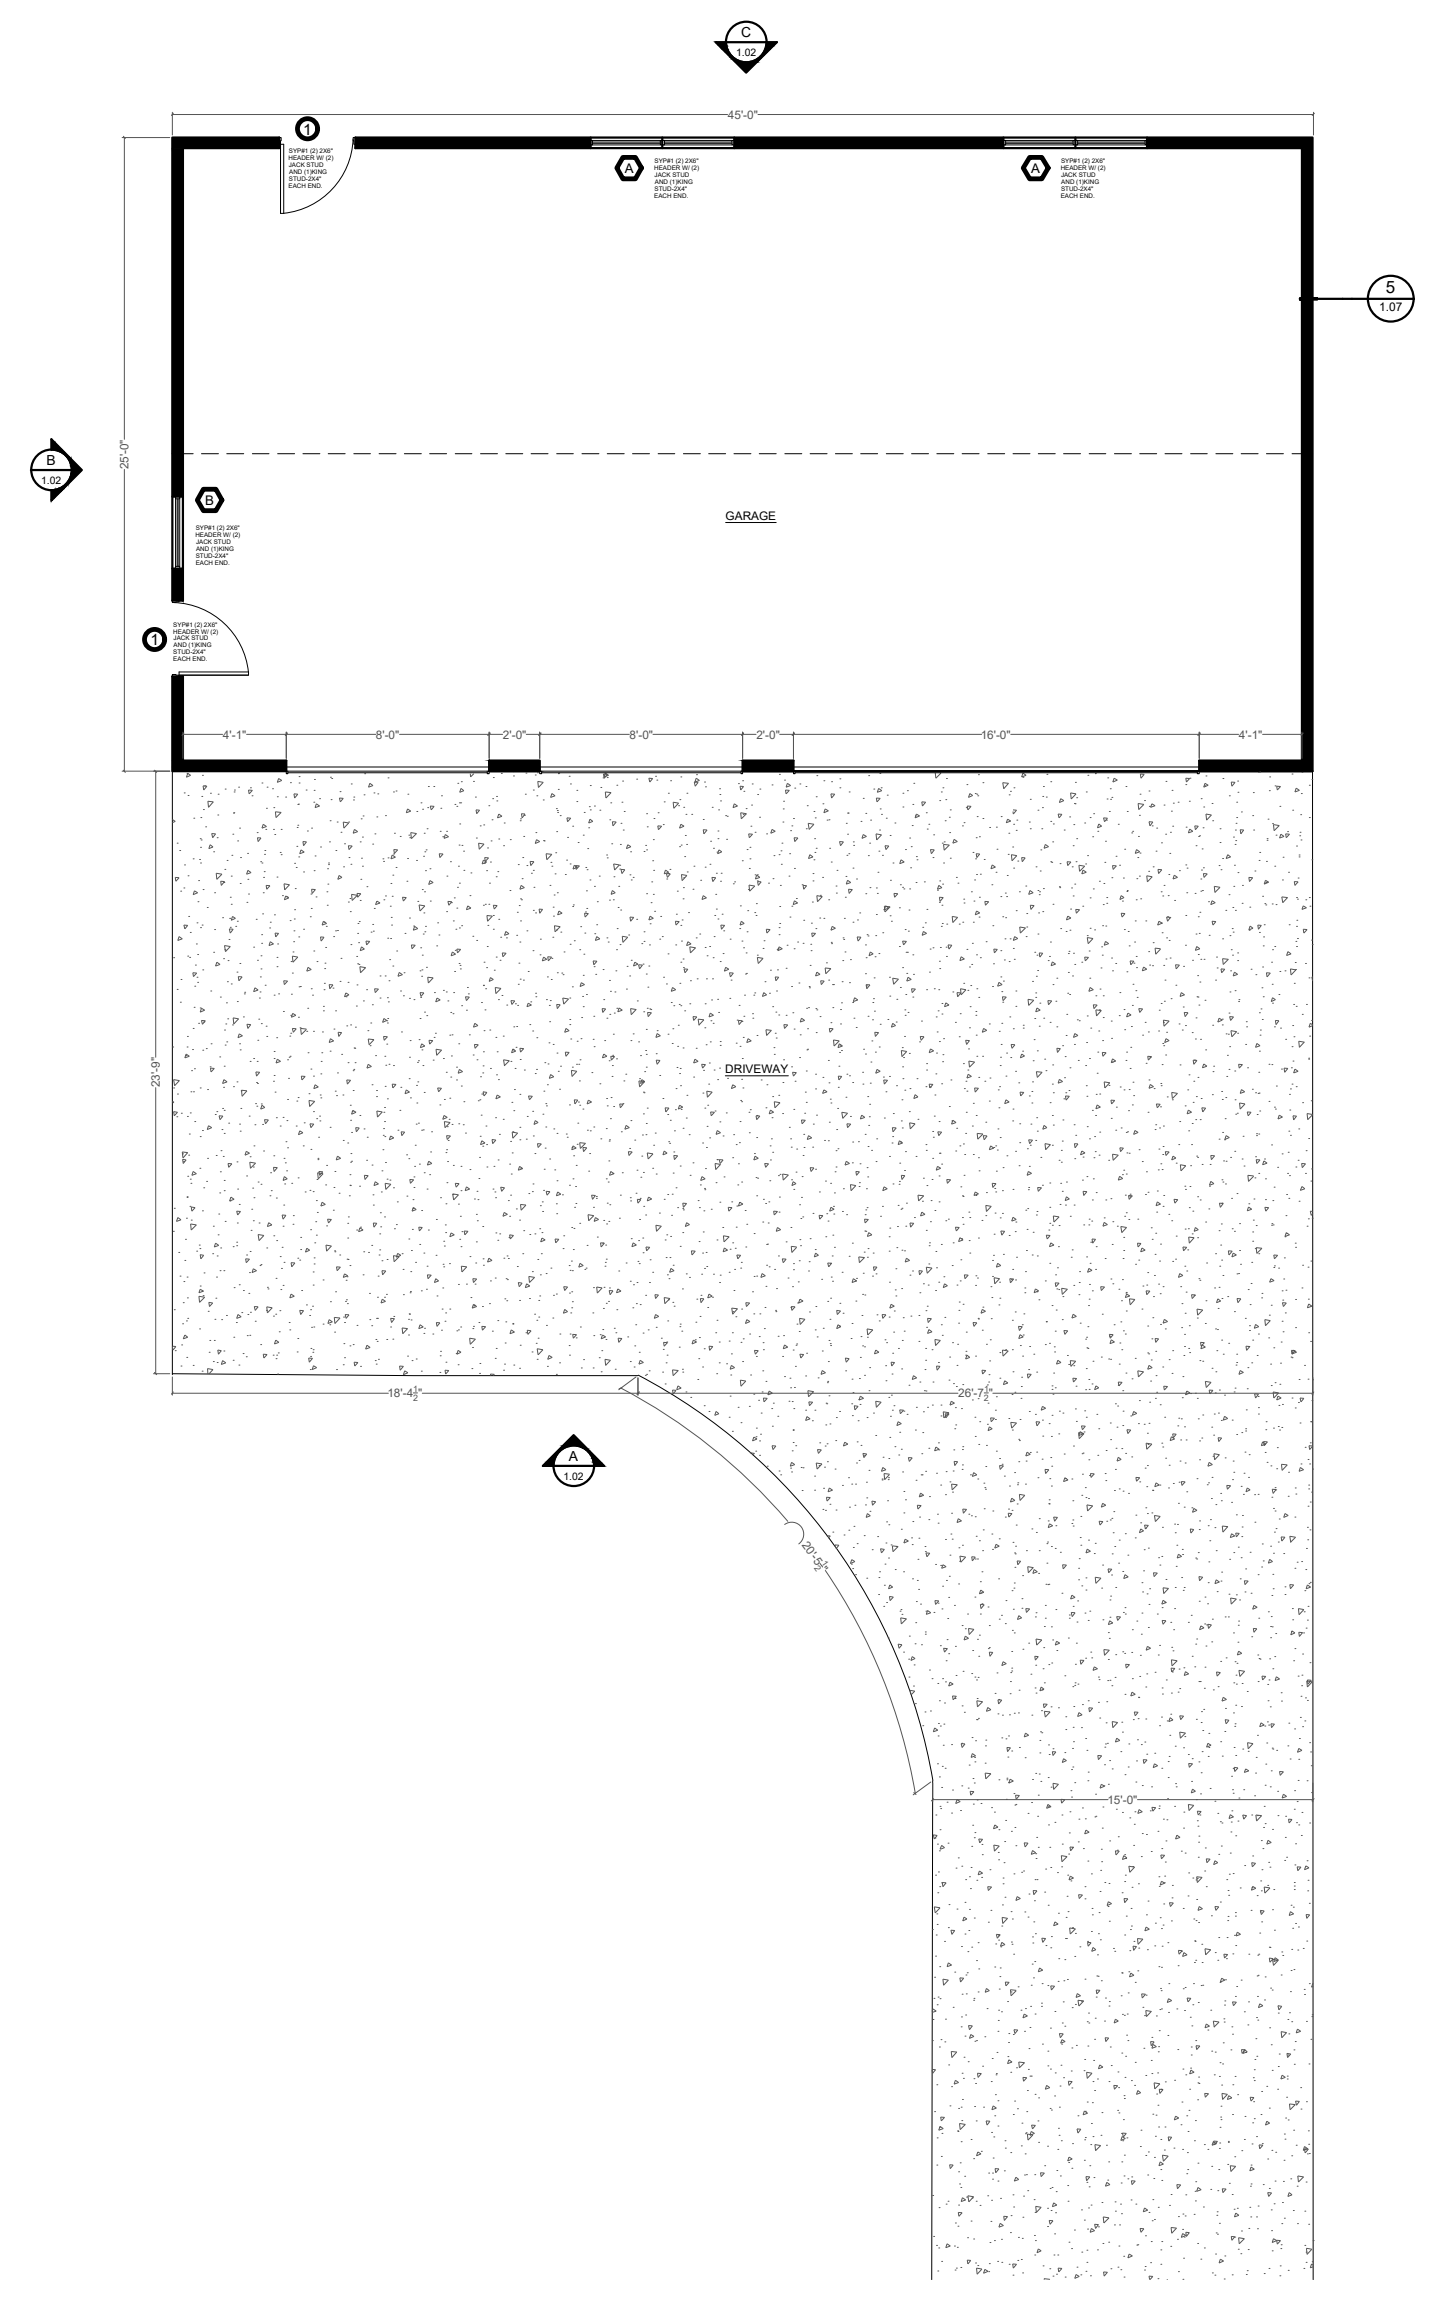 C
1.02
45'-0"
1
SYP#1 (2) 2X6"
HEADER W/ (2)
JACK STUD
AND (1)KING
STUD-2X4"
EACH END.
A
SYP#1 (2) 2X6"
HEADER W/ (2)
JACK STUD
AND (1)KING
STUD-2X4"
EACH END.
A
SYP#1 (2) 2X6"
HEADER W/ (2)
JACK STUD
AND (1)KING
STUD-2X4"
EACH END.
5
1.07
25'-0"
B
1.02
B
SYP#1 (2) 2X6"
HEADER W/ (2)
JACK STUD
AND (1)KING
STUD-2X4"
EACH END.
GARAGE
1
SYP#1 (2) 2X6"
HEADER W/ (2)
JACK STUD
AND (1)KING
STUD-2X4"
EACH END.
4'-1" 8'-0" 2'-0" 8'-0" 2'-0" 16'-0" 4'-1"
23'-9"
DRIVEWAY
18'-4½" 26'-7½"
A
1.02
20'-5½"
15'-0"